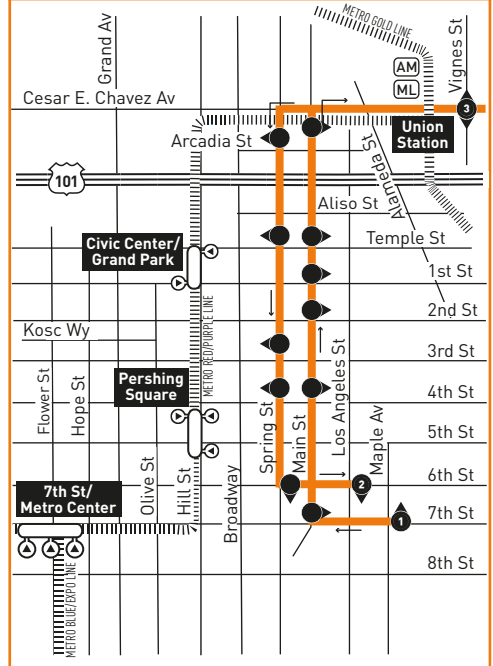 METRO GOLD LINE
Grand Av
Vignes St
AM
ML
Cesar E. Chavez Av
3
Union
Station
Arcadia St
Alameda St
101
Aliso St
Temple St
Civic Center/
Grand Park
1st St
METRO RED/PURPLE LINE
2nd St
Kosc Wy
3rd St
Pershing
Square
Flower St
Hope St
Spring St
Main St
Los Angeles St
Maple Av
4th St
5th St
Olive St
Hill St
Broadway
6th St
2
7th St/
Metro Center
7th St
1
8th St
METRO BLUE/EXPO LINE